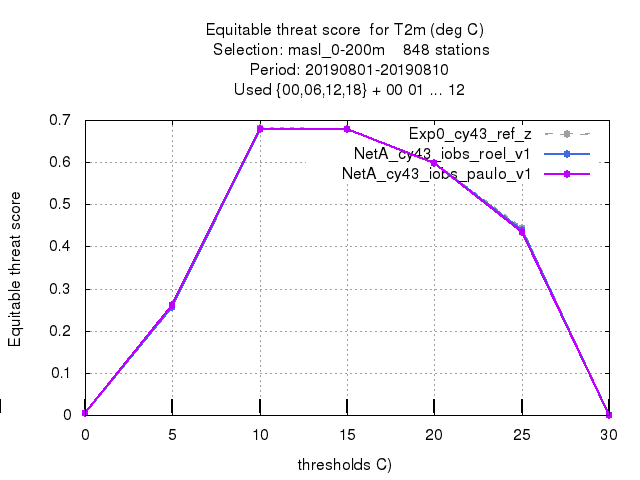 Equitable threat score  for T2m (deg C)
Selection: masl_0-200m    848 stations
Period: 20190801-20190810
Used {00,06,12,18} + 00 01 ... 12
Exp0_cy43_ref_z
NetA_cy43_iobs_roel_v1
NetA_cy43_iobs_paulo_v1
Equitable threat score
0.7
0.6
0.5
0.4
0.3
0.2
0.1
0
0 5 10 15 20 25 30
thresholds C)